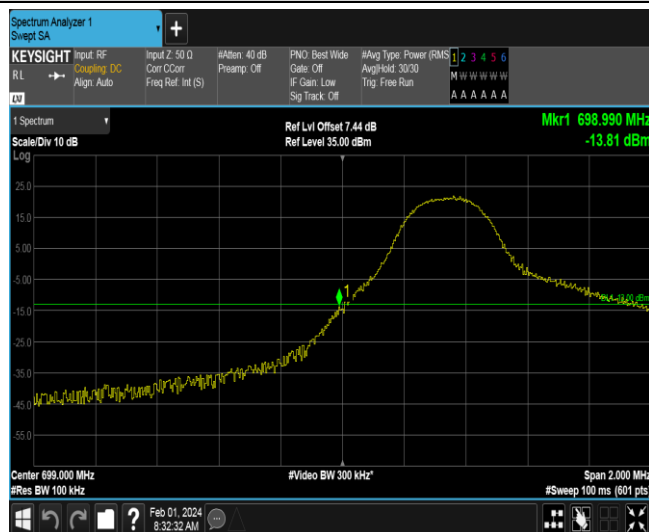 Spectrum Analyzer 1
Swept SA
+
KEYSIGHT
RL
LXI
Input: RF
Coupling: DC
Align: Auto
Input Z: 50 Ω
Corr CCorr
Freq Ref: Int (S)
#Atten: 40 dB
Preamp: Off
PNO: Best Wide
Gate: Off
IF Gain: Low
Sig Track: Off
#Avg Type: Power (RMS
Avg|Hold: 30/30
Trig: Free Run
1 2 3 4 5 6
M W W W W W
A A A A A A
1 Spectrum
Scale/Div 10 dB
Log
Ref Lvl Offset 7.44 dB
Ref Level 35.00 dBm
Mkr1 698.990 MHz
-13.81 dBm
25.0
15.0
5.00
-5.00
-15.0
-25.0
-35.0
-45.0
-55.0
1
Center 699.000 MHz
#Res BW 100 kHz
#Video BW 300 kHz*
Span 2.000 MHz
#Sweep 100 ms (601 pts)
?
Feb 01, 2024
8:32:32 AM